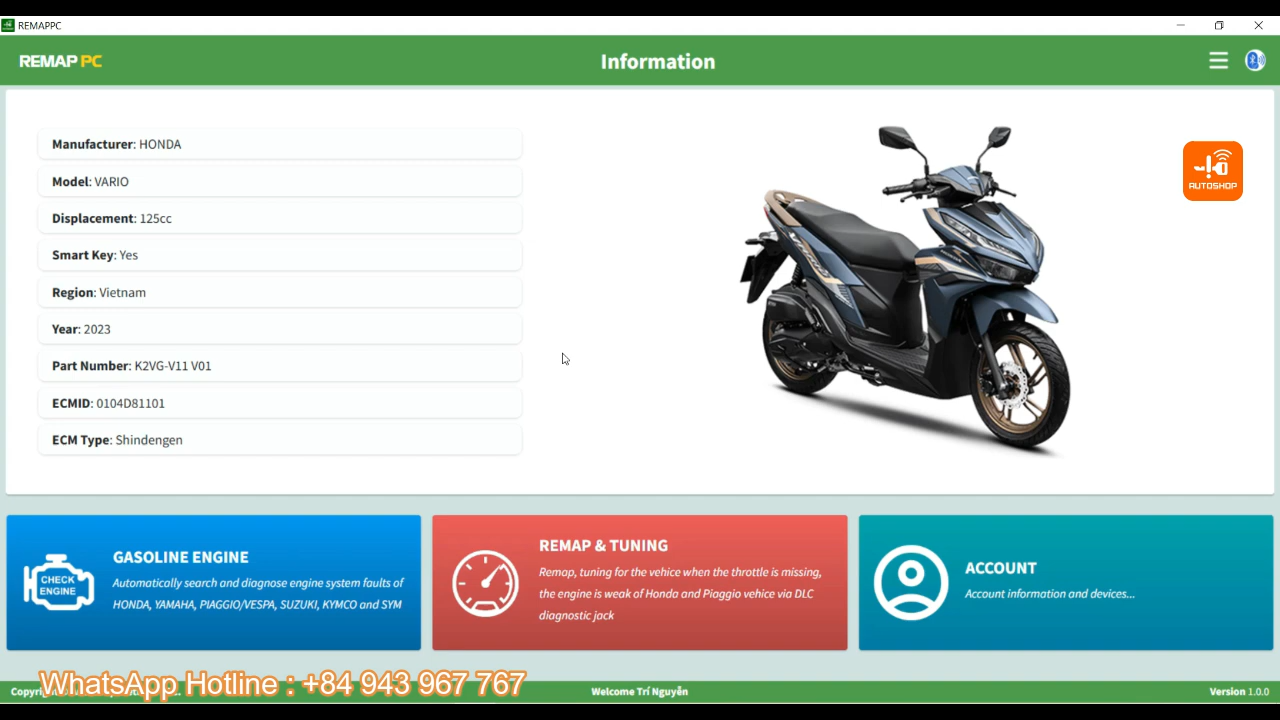 REMAPPC
REMAP PC
Information
Manufacturer: HONDA
Model: VARIO
Displacement: 125cc
Smart Key: Yes
Region: Vietnam
Year: 2023
Part Number: K2VG-V11 V01
ECMID: 0104D81101
ECM Type: Shindengen
AUTOSHOP
CHECK
ENGINE
GASOLINE ENGINE
Automatically search and diagnose engine system faults of
HONDA, YAMAHA, PIAGGIO/VESPA, SUZUKI, KYMCO and SYM
REMAP & TUNING
Remap, tuning for the vehice when the throttle is missing,
the engine is weak of Honda and Piaggio vehice via DLC
diagnostic jack
ACCOUNT
Account information and devices...
WhatsApp Hotline : +84 943 967 767
Welcome Trí Nguyễn
Version 1.0.0